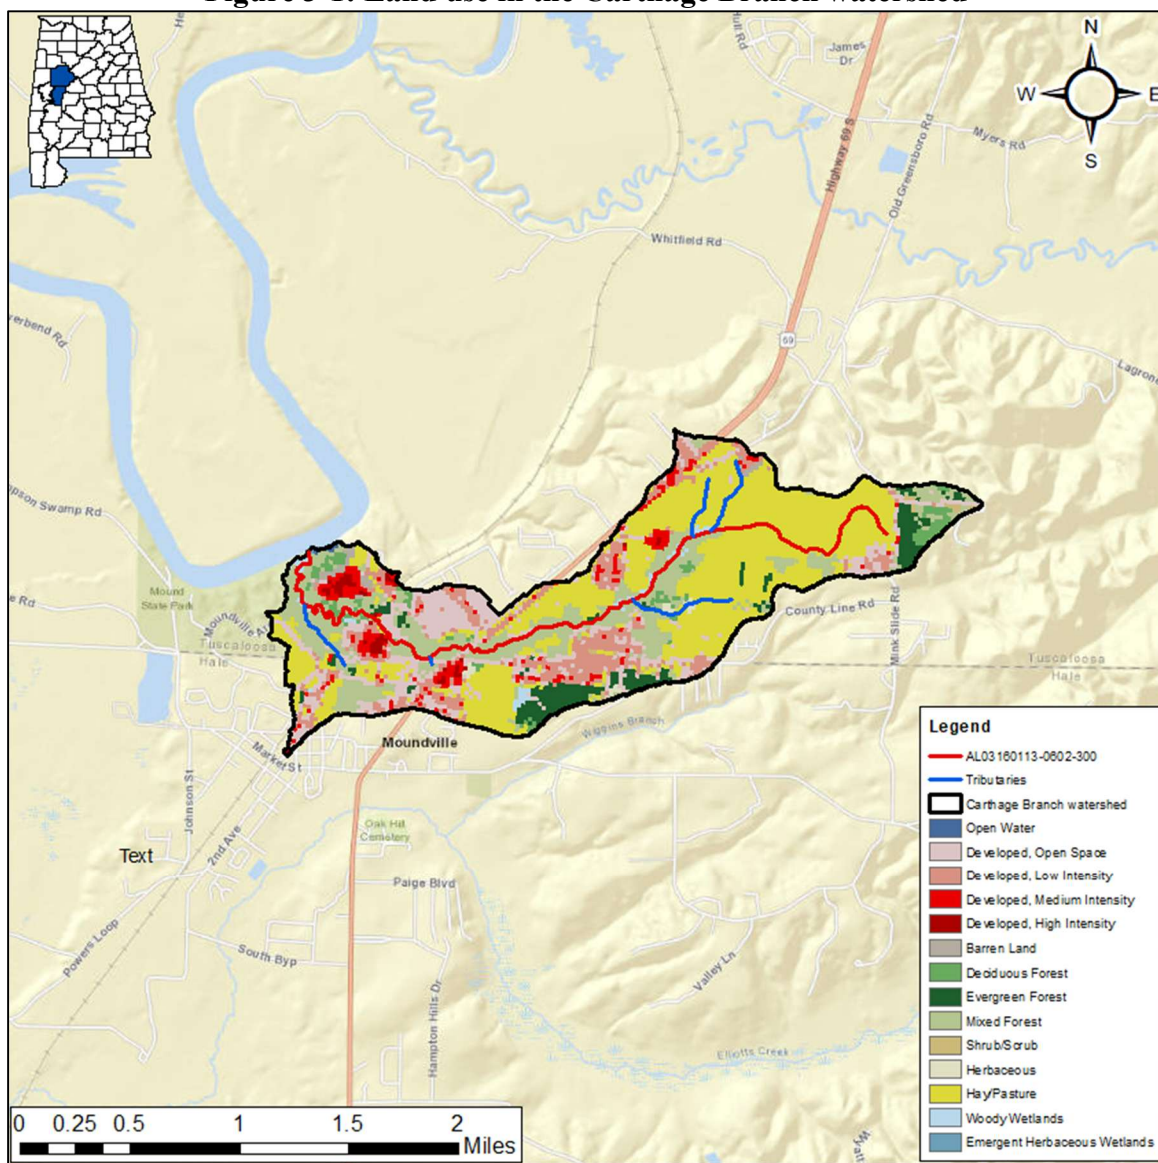 Figure 3-1: Land use in the Carthage Branch watershed
N
W
E
S
James
Dr
Hull Rd
Myers Rd
Highway 69 S
Old Greensboro Rd
Whitfield Rd
69
Lagrone
verbend Rd
mpson Swamp Rd
Mound
State Park
Moundville A
Tuscaloosa
Hale
County Line Rd
Mink Slide Rd
Tuscaloosa
Hale
Wiggins Branch
Moundville
Market St
Johnson St
2nd Ave
Oak Hill
Cemetery
Text
Paige Blvd
Powers Loop
South Byp
Hampton Hills Dr
Valley Ln
Elliotts Creek
Wyatt
Legend
AL03160113-0602-300
Tributaries
Carthage Branch watershed
Open Water
Developed, Open Space
Developed, Low Intensity
Developed, Medium Intensity
Developed, High Intensity
Barren Land
Deciduous Forest
Evergreen Forest
Mixed Forest
Shrub/Scrub
Herbaceous
Hay/Pasture
Woody Wetlands
Emergent Herbaceous Wetlands
0 0.25 0.5 1 1.5 2
Miles